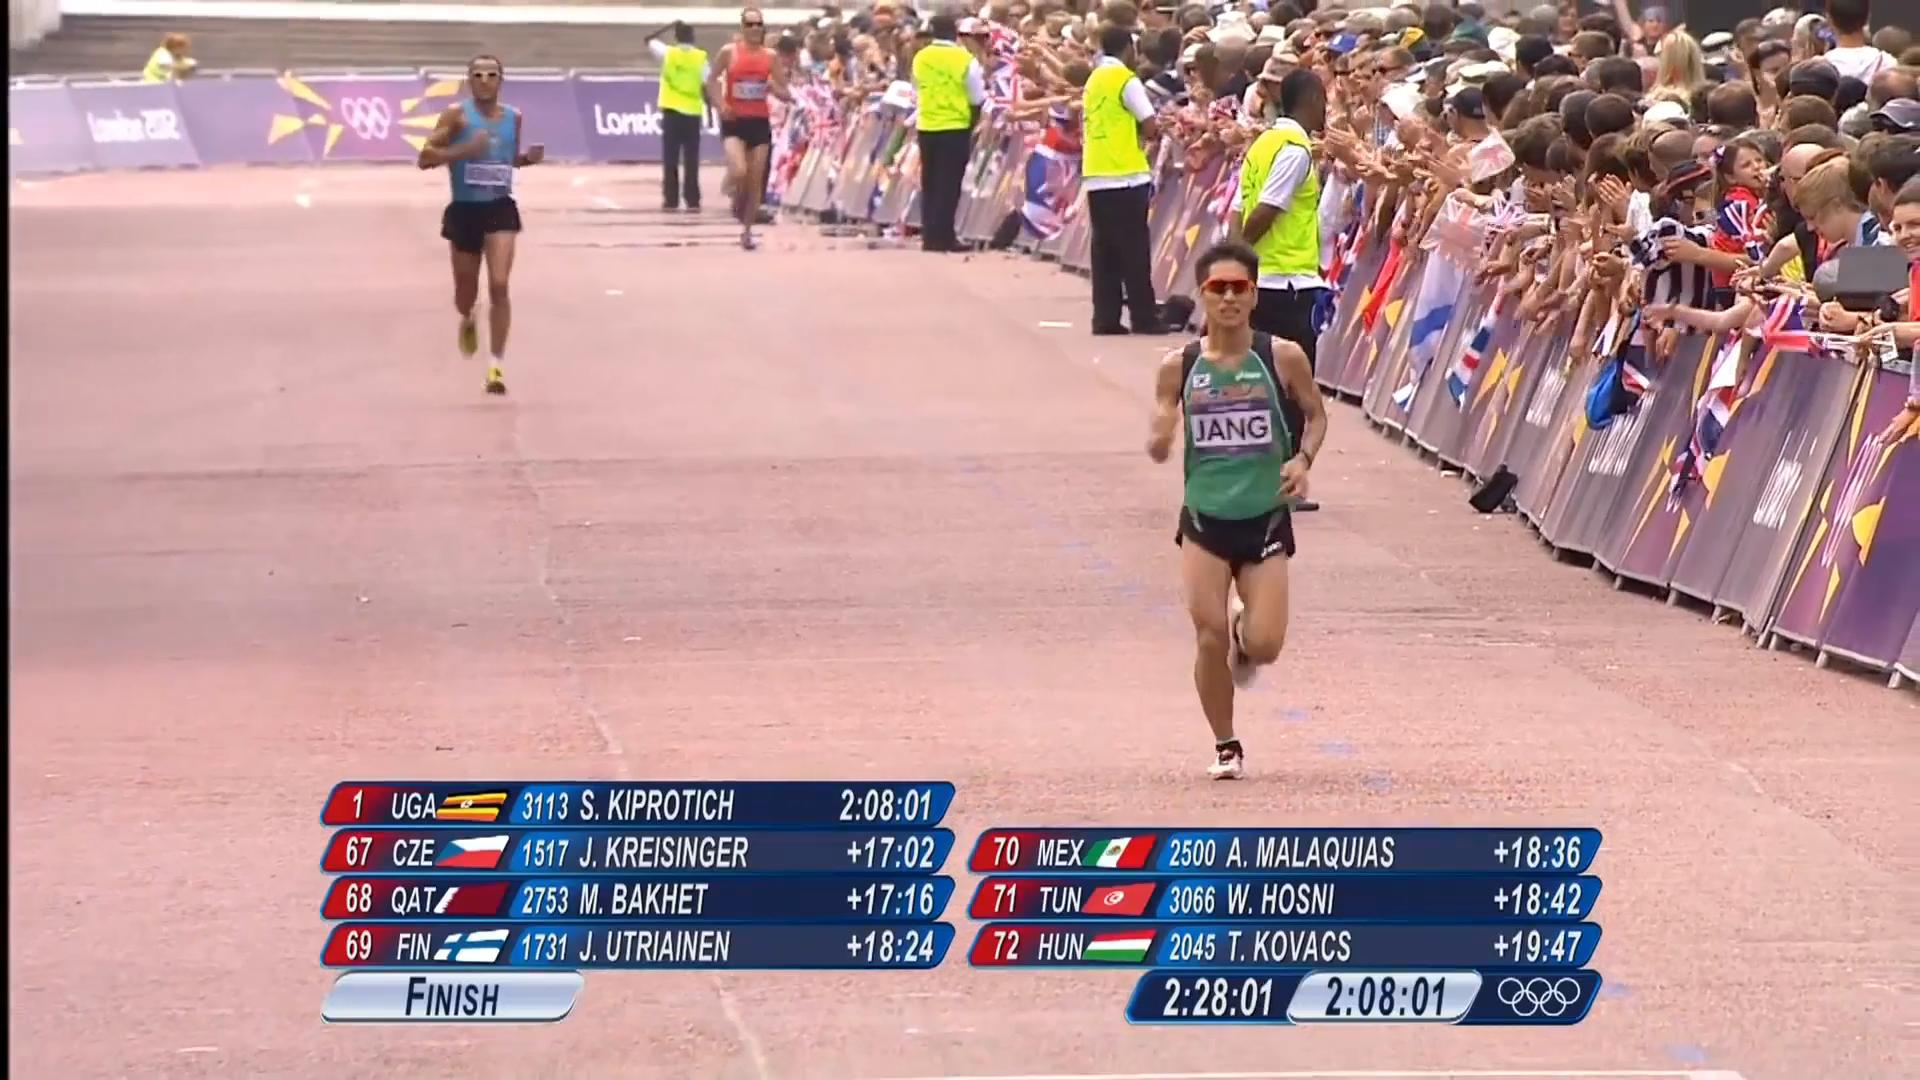 London 2012
London
JANG
1 UGA 3113 S. KIPROTICH 2:08:01
67 CZE 1517 J. KREISINGER +17:02
68 QAT 2753 M. BAKHET +17:16
69 FIN 1731 J. UTRIAINEN +18:24
70 MEX 2500 A. MALAQUIAS +18:36
71 TUN 3066 W. HOSNI +18:42
72 HUN 2045 T. KOVACS +19:47
FINISH
2:28:01 2:08:01